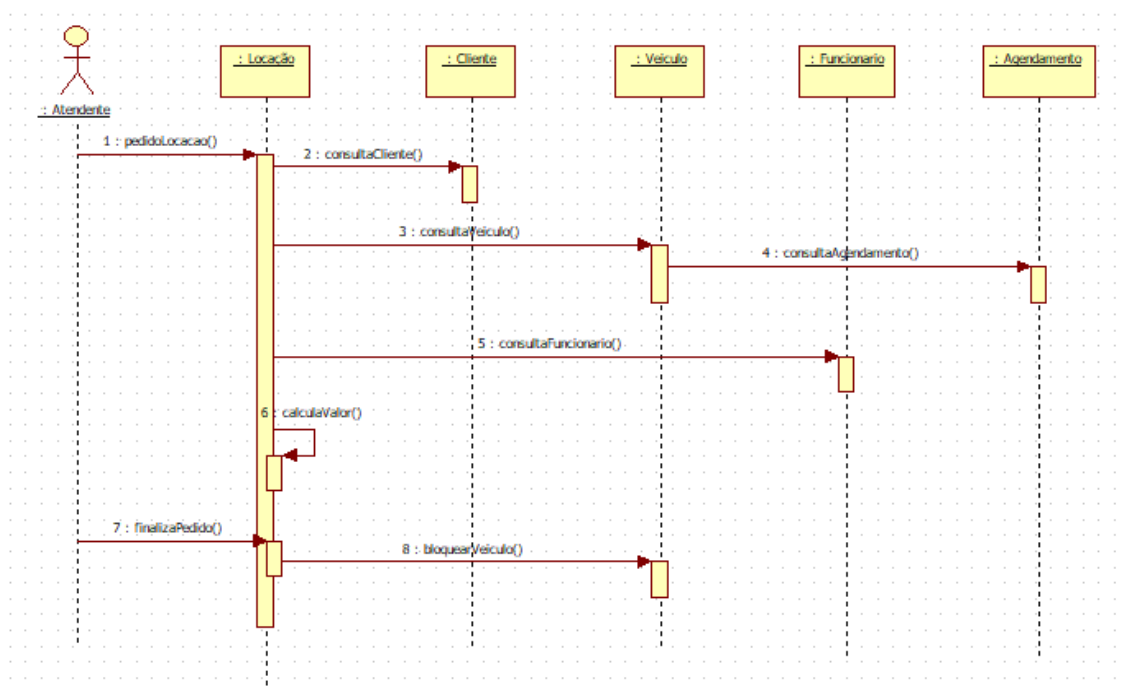 : Locação
: Cliente
: Veiculo
: Funcionario
: Agendamento
: Atendente
1 : pedidoLocacao()
2 : consultaCliente()
3 : consultaVeiculo()
4 : consultaAgendamento()
5 : consultaFuncionario()
6 : calculaValor()
7 : finalizaPedido()
8 : bloquearVeiculo()